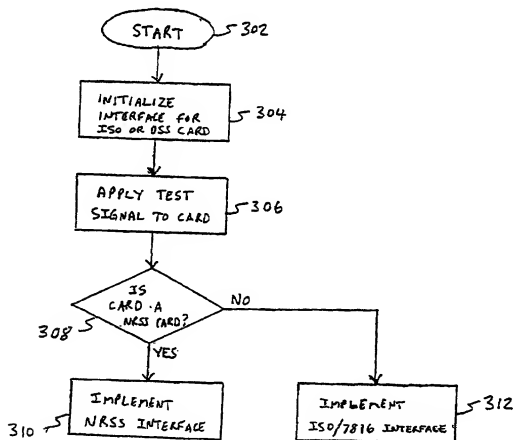 START
302
INITIALIZE
INTERFACE FOR
ISO OR DSS CARD
304
APPLY TEST
SIGNAL TO CARD
306
IS
CARD A
NRSS CARD?
308
NO
YES
IMPLEMENT
NRSS INTERFACE
310
IMPLEMENT
ISO/7816 INTERFACE
312